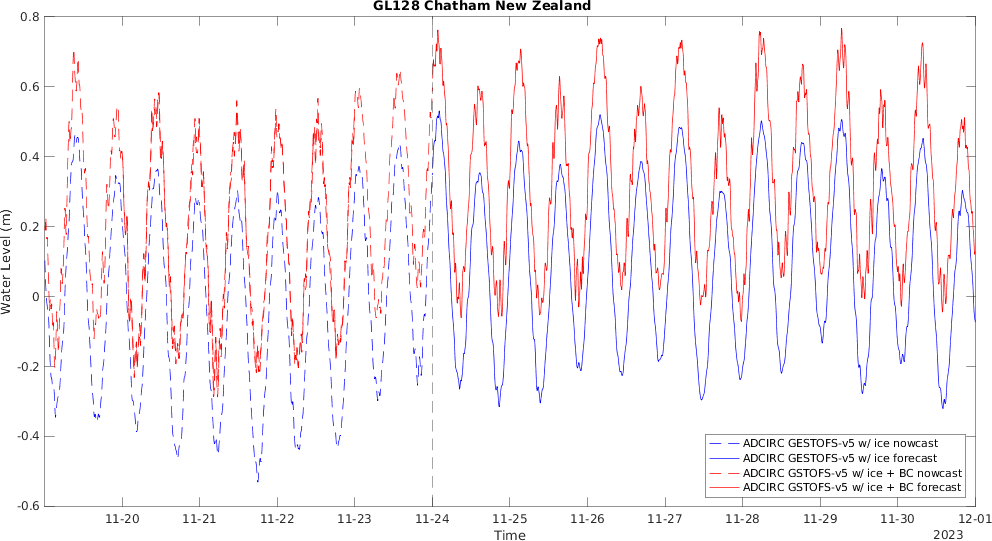 GL128 Chatham New Zealand
Water Level (m)
0.8
0.6
0.4
0.2
0
-0.2
-0.4
-0.6
ADCIRC GESTOFS-v5 w/ ice nowcast
ADCIRC GESTOFS-v5 w/ ice forecast
ADCIRC GSTOFS-v5 w/ ice + BC nowcast
ADCIRC GSTOFS-v5 w/ ice + BC forecast
11-20 11-21 11-22 11-23 11-24 11-25 11-26 11-27 11-28 11-29 11-30 12-01
Time
2023